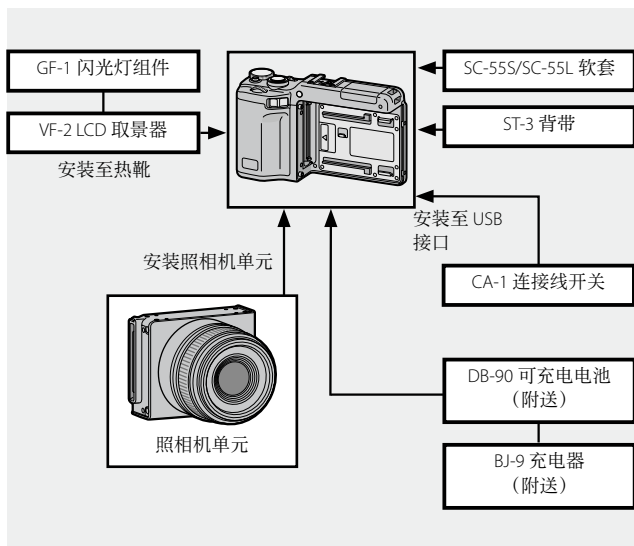 GF-1 闪光灯组件
VF-2 LCD 取景器
安装至热靴
SC-55S/SC-55L 软套
ST-3 背带
安装至 USB
接口
CA-1 连接线开关
安装照相机单元
照相机单元
DB-90 可充电电池
（附送）
BJ-9 充电器
（附送）